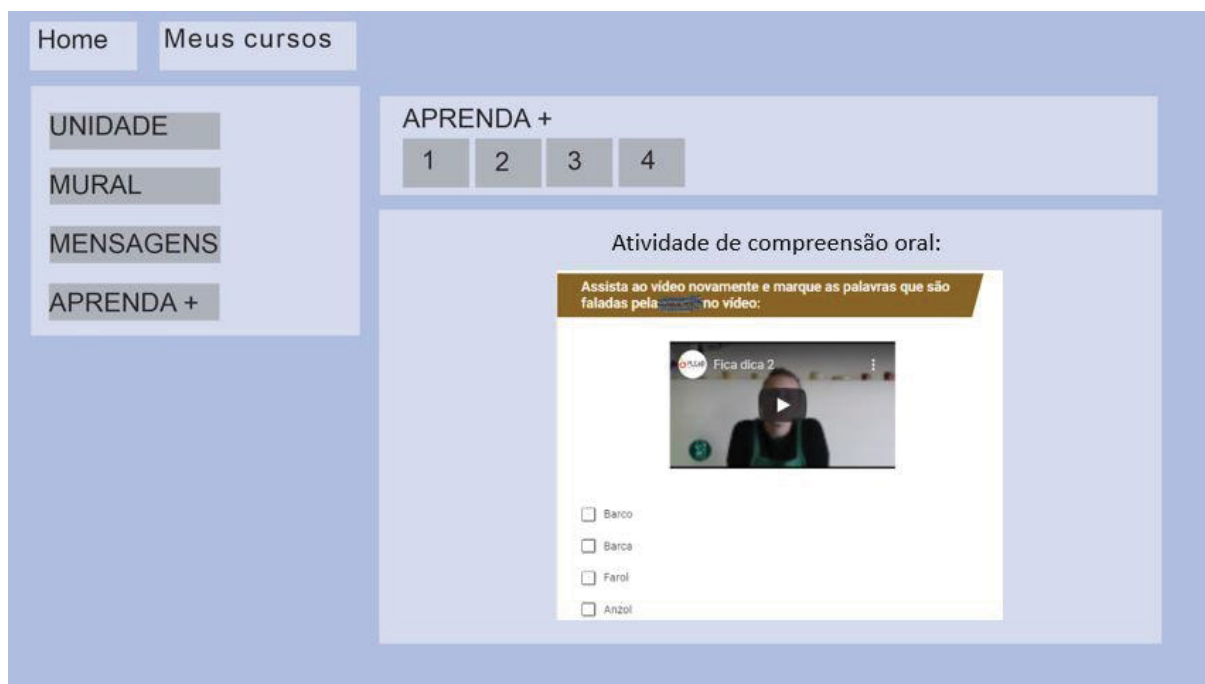 Home
Meus cursos
UNIDADE
MURAL
MENSAGENS
APRENDA +
APRENDA +
1 2 3 4
Atividade de compreensão oral:
Assista ao vídeo novamente e marque as palavras que são
faladas pela no vídeo:
Fica dica 2
Barco
Barca
Farol
Anzol